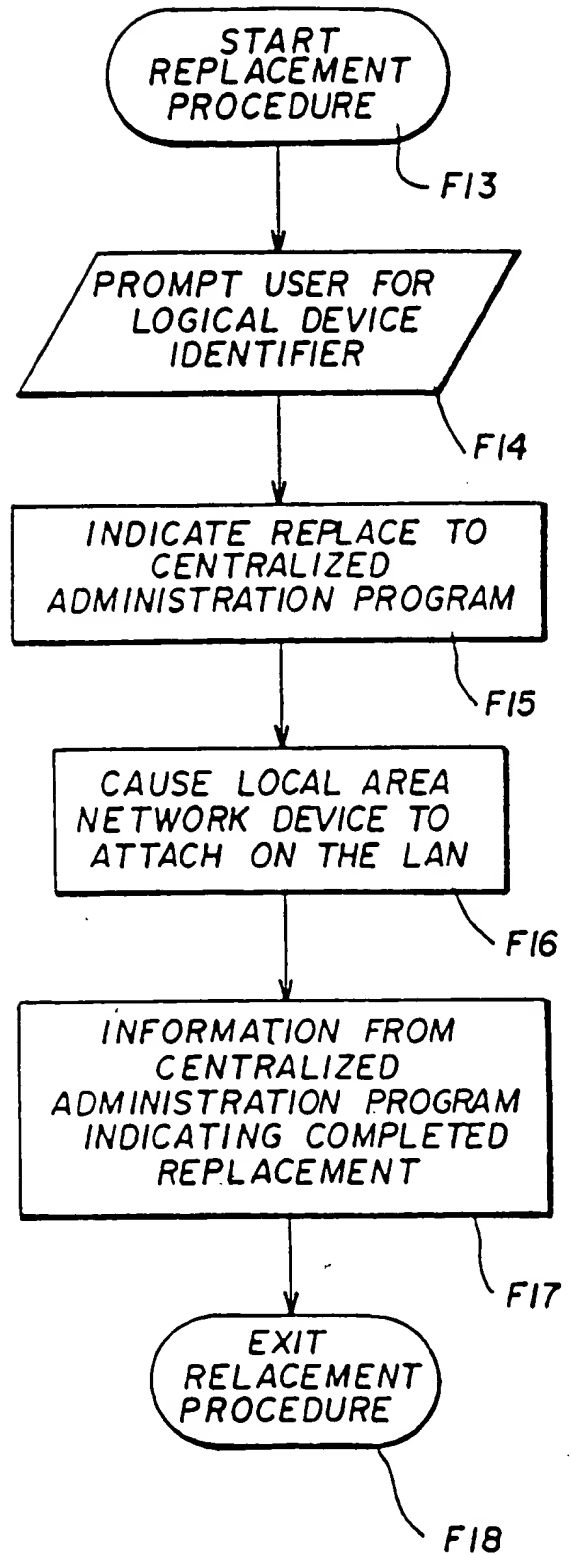 START
REPLACEMENT
PROCEDURE
F13
PROMPT USER FOR
LOGICAL DEVICE
IDENTIFIER
F14
INDICATE REPLACE TO
CENTRALIZED
ADMINISTRATION PROGRAM
F15
CAUSE LOCAL AREA
NETWORK DEVICE TO
ATTACH ON THE LAN
F16
INFORMATION FROM
CENTRALIZED
ADMINISTRATION PROGRAM
INDICATING COMPLETED
REPLACEMENT
F17
EXIT
RELACEMENT
PROCEDURE
F18